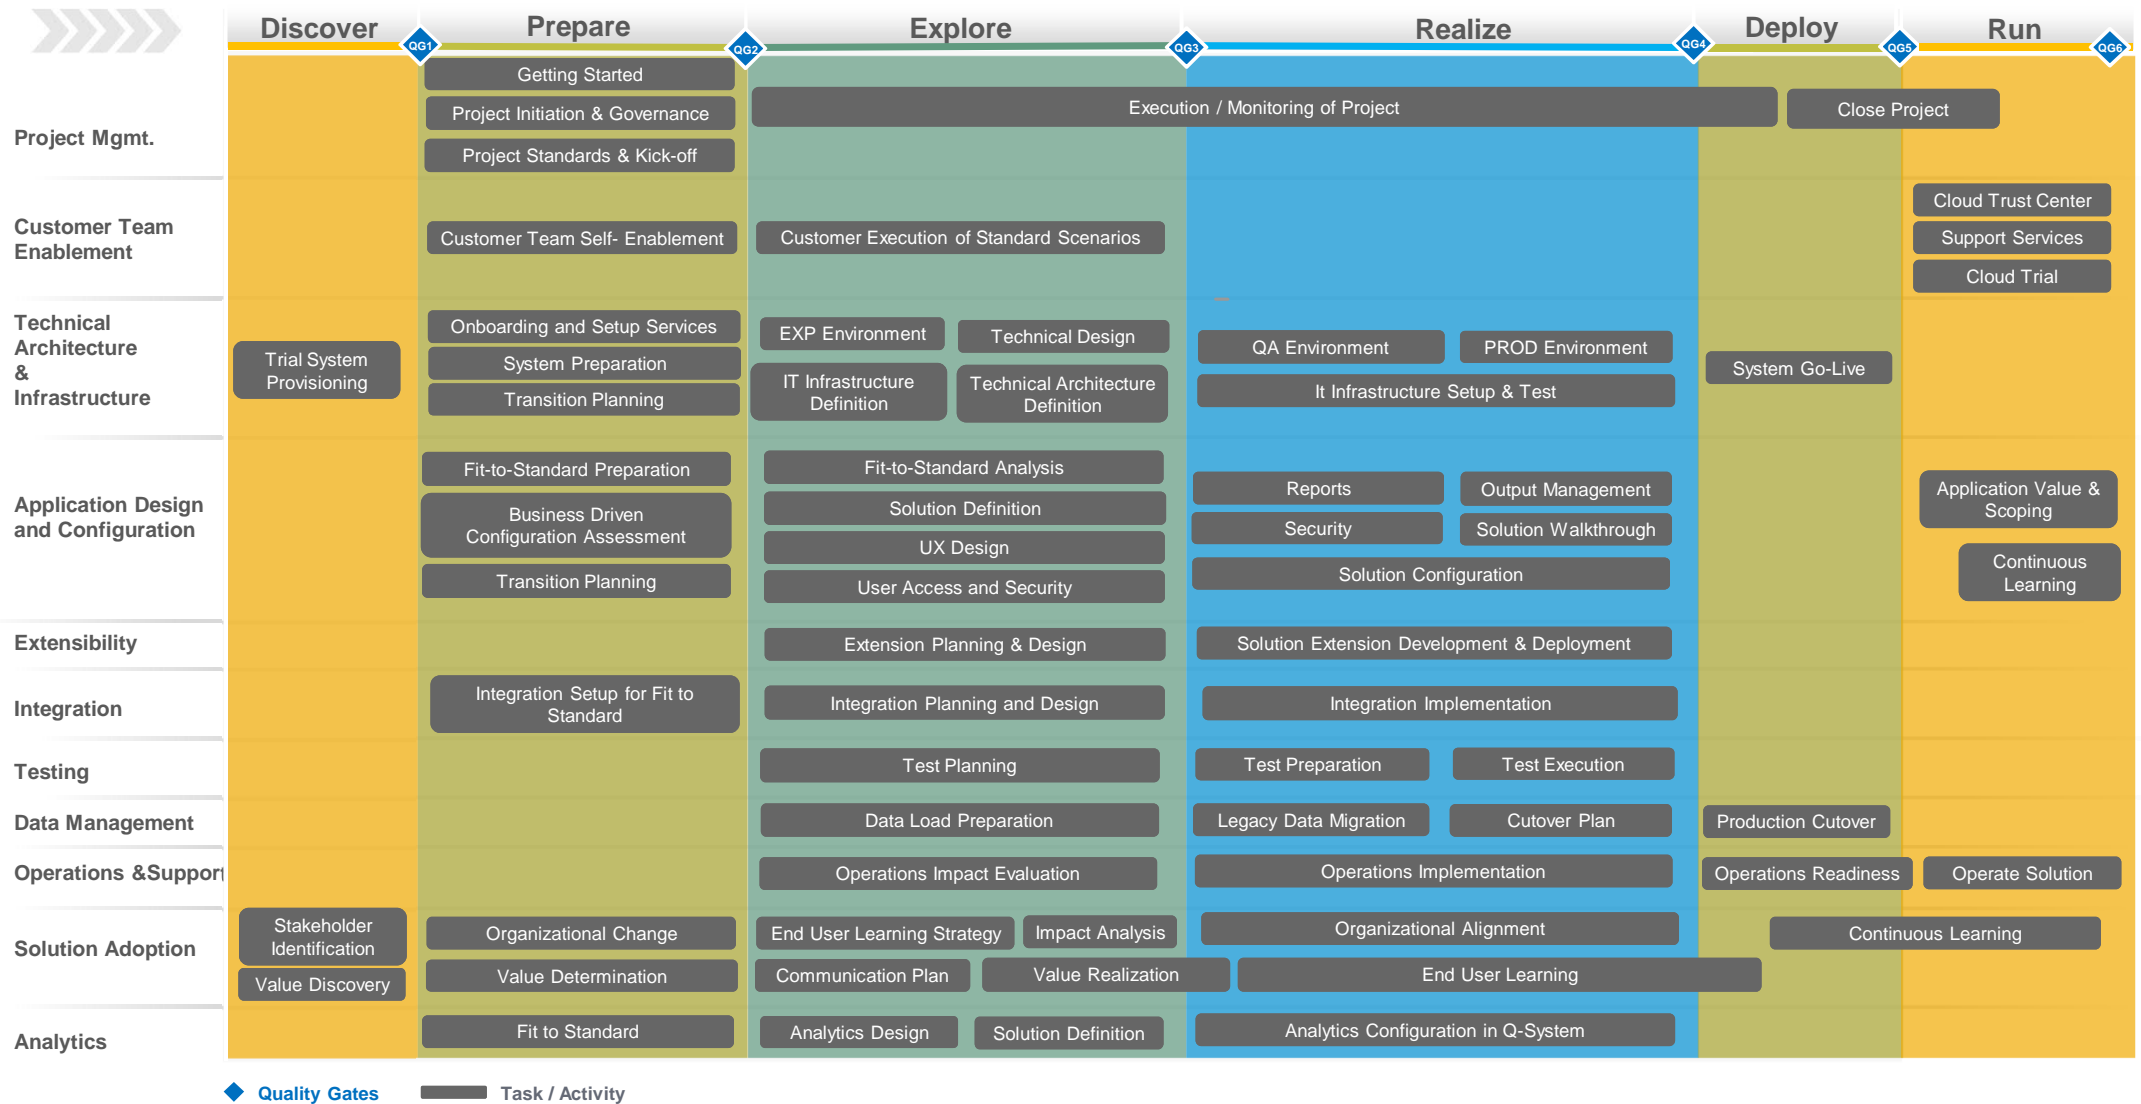 Discover
Prepare
Explore
Realize
Deploy
Run
QG1
QG2
QG3
QG4
QG5
QG6
Project Mgmt.
Getting Started
Project Initiation & Governance
Project Standards & Kick-off
Execution / Monitoring of Project
Close Project
Customer Team
Enablement
Customer Team Self- Enablement
Customer Execution of Standard Scenarios
Cloud Trust Center
Support Services
Cloud Trial
Technical
Architecture
&
Infrastructure
Trial System
Provisioning
Onboarding and Setup Services
System Preparation
Transition Planning
EXP Environment
Technical Design
IT Infrastructure
Definition
Technical Architecture
Definition
QA Environment
PROD Environment
It Infrastructure Setup & Test
System Go-Live
Application Design
and Configuration
Fit-to-Standard Preparation
Business Driven
Configuration Assessment
Transition Planning
Fit-to-Standard Analysis
Solution Definition
UX Design
User Access and Security
Reports
Output Management
Security
Solution Walkthrough
Solution Configuration
Application Value &
Scoping
Continuous
Learning
Extensibility
Extension Planning & Design
Solution Extension Development & Deployment
Integration
Integration Setup for Fit to
Standard
Integration Planning and Design
Integration Implementation
Testing
Test Planning
Test Preparation
Test Execution
Data Management
Data Load Preparation
Legacy Data Migration
Cutover Plan
Production Cutover
Operations &Support
Operations Impact Evaluation
Operations Implementation
Operations Readiness
Operate Solution
Solution Adoption
Stakeholder
Identification
Value Discovery
Organizational Change
Value Determination
End User Learning Strategy
Impact Analysis
Communication Plan
Value Realization
Organizational Alignment
End User Learning
Continuous Learning
Analytics
Fit to Standard
Analytics Design
Solution Definition
Analytics Configuration in Q-System
Quality Gates
Task / Activity